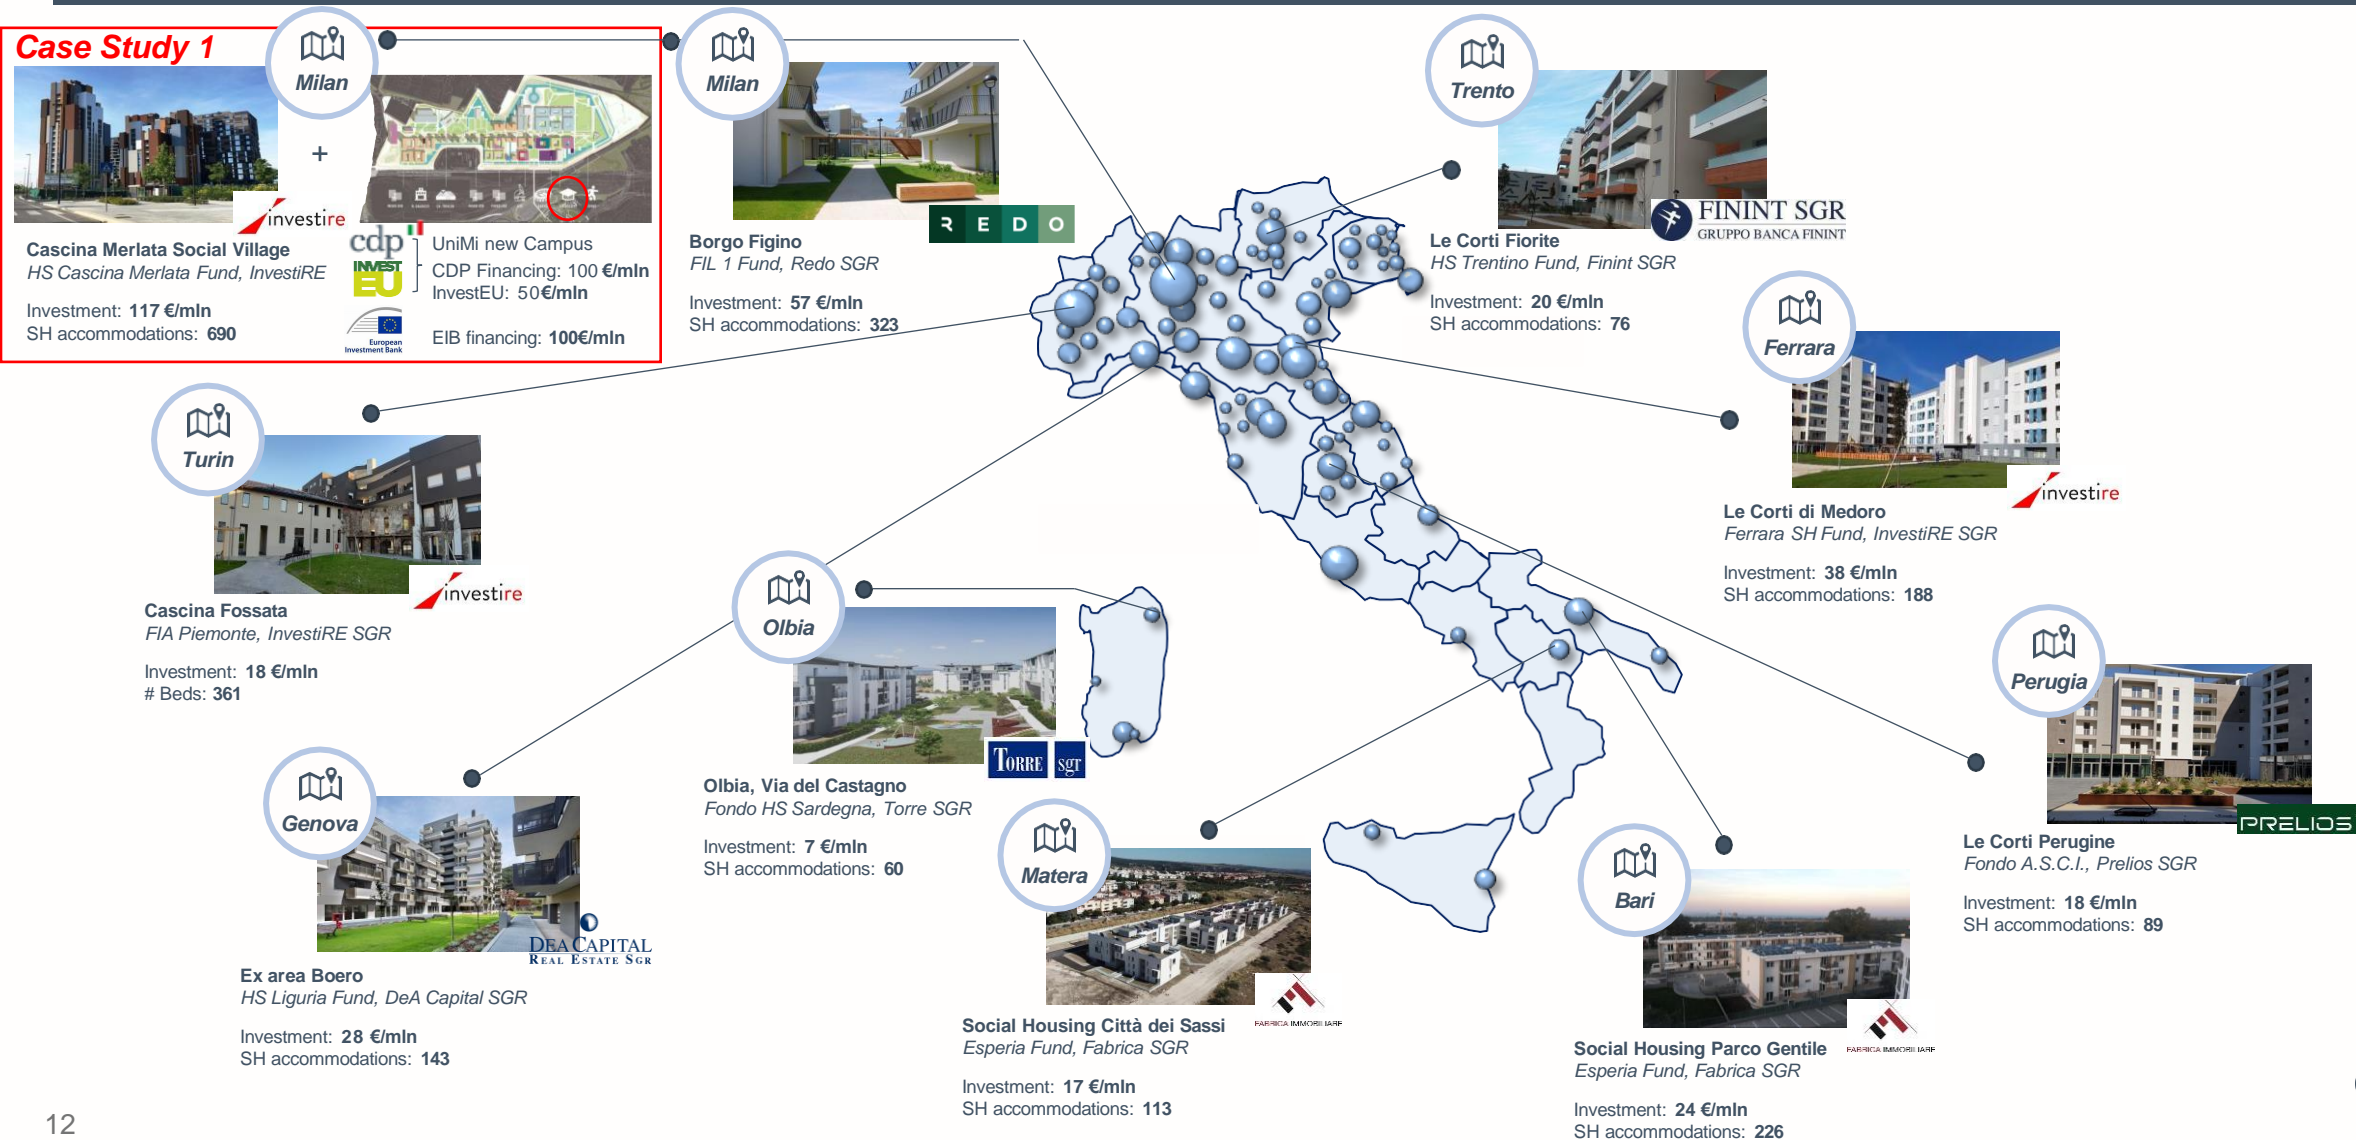 Case Study 1
Milan
+
investire
Cascina Merlata Social Village
HS Cascina Merlata Fund, InvestiRE
Investment: 117 €/mln
SH accommodations: 690
cdp
INVEST
EU
European
Investment Bank
UniMi new Campus
CDP Financing: 100 €/mln
InvestEU: 50€/mln
EIB financing: 100€/mln
Milan
REDO
Borgo Figino
FIL 1 Fund, Redo SGR
Investment: 57 €/mln
SH accommodations: 323
Trento
FININT SGR
GRUPPO BANCA FININT
Le Corti Fiorite
HS Trentino Fund, Finint SGR
Investment: 20 €/mln
SH accommodations: 76
Ferrara
investire
Le Corti di Medoro
Ferrara SH Fund, InvestiRE SGR
Investment: 38 €/mln
SH accommodations: 188
Turin
investire
Cascina Fossata
FIA Piemonte, InvestiRE SGR
Investment: 18 €/mln
# Beds: 361
Olbia
TORRE sgr
Olbia, Via del Castagno
Fondo HS Sardegna, Torre SGR
Investment: 7 €/mln
SH accommodations: 60
Perugia
PRELIOS
Le Corti Perugine
Fondo A.S.C.I., Prelios SGR
Investment: 18 €/mln
SH accommodations: 89
Genova
DEA CAPITAL
REAL ESTATE SGR
Ex area Boero
HS Liguria Fund, DeA Capital SGR
Investment: 28 €/mln
SH accommodations: 143
Matera
FABRICA IMMOBILIARE
Social Housing Città dei Sassi
Esperia Fund, Fabrica SGR
Investment: 17 €/mln
SH accommodations: 113
Bari
FABRICA IMMOBILIARE
Social Housing Parco Gentile
Esperia Fund, Fabrica SGR
Investment: 24 €/mln
SH accommodations: 226
12